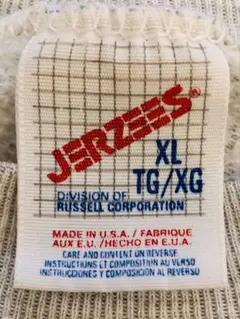 JERZEES
XL
TG/XG
DIVISION OF
RUSSELL CORPORATION
MADE IN U.S.A./ FABRIQUE
AUX E.U./HECHO EN E.U.A.
CARE AND CONTENT ON REVERSE
INSTRUCTIONS ET COMPOSITION AU VERSO
INSTRUCCIONES Y COMPOSICIÓN AL REVERSO